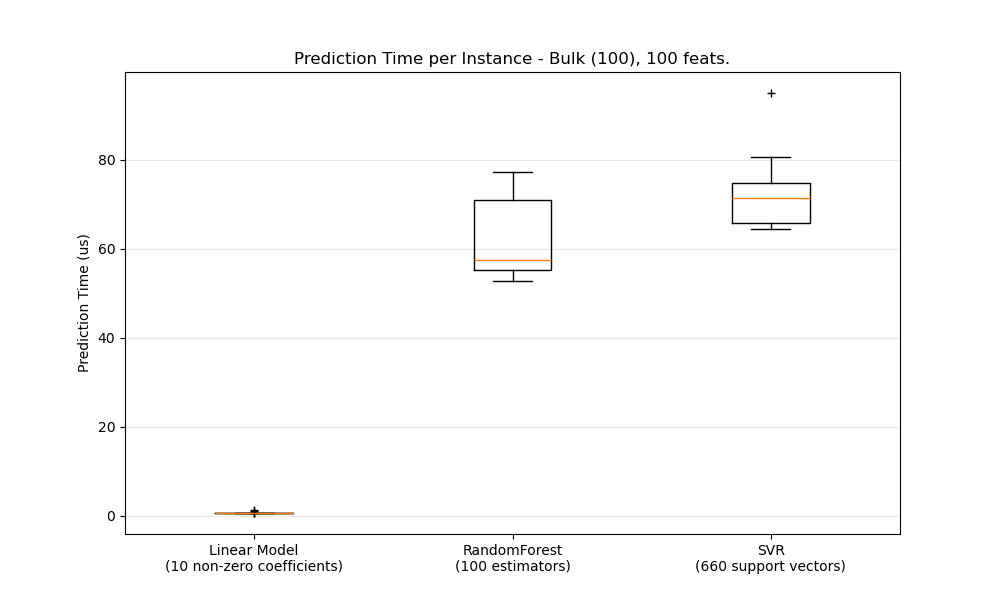 Prediction Time per Instance - Bulk (100), 100 feats.
Prediction Time (us)
80
60
40
20
0
Linear Model
(10 non-zero coefficients)
RandomForest
(100 estimators)
SVR
(660 support vectors)